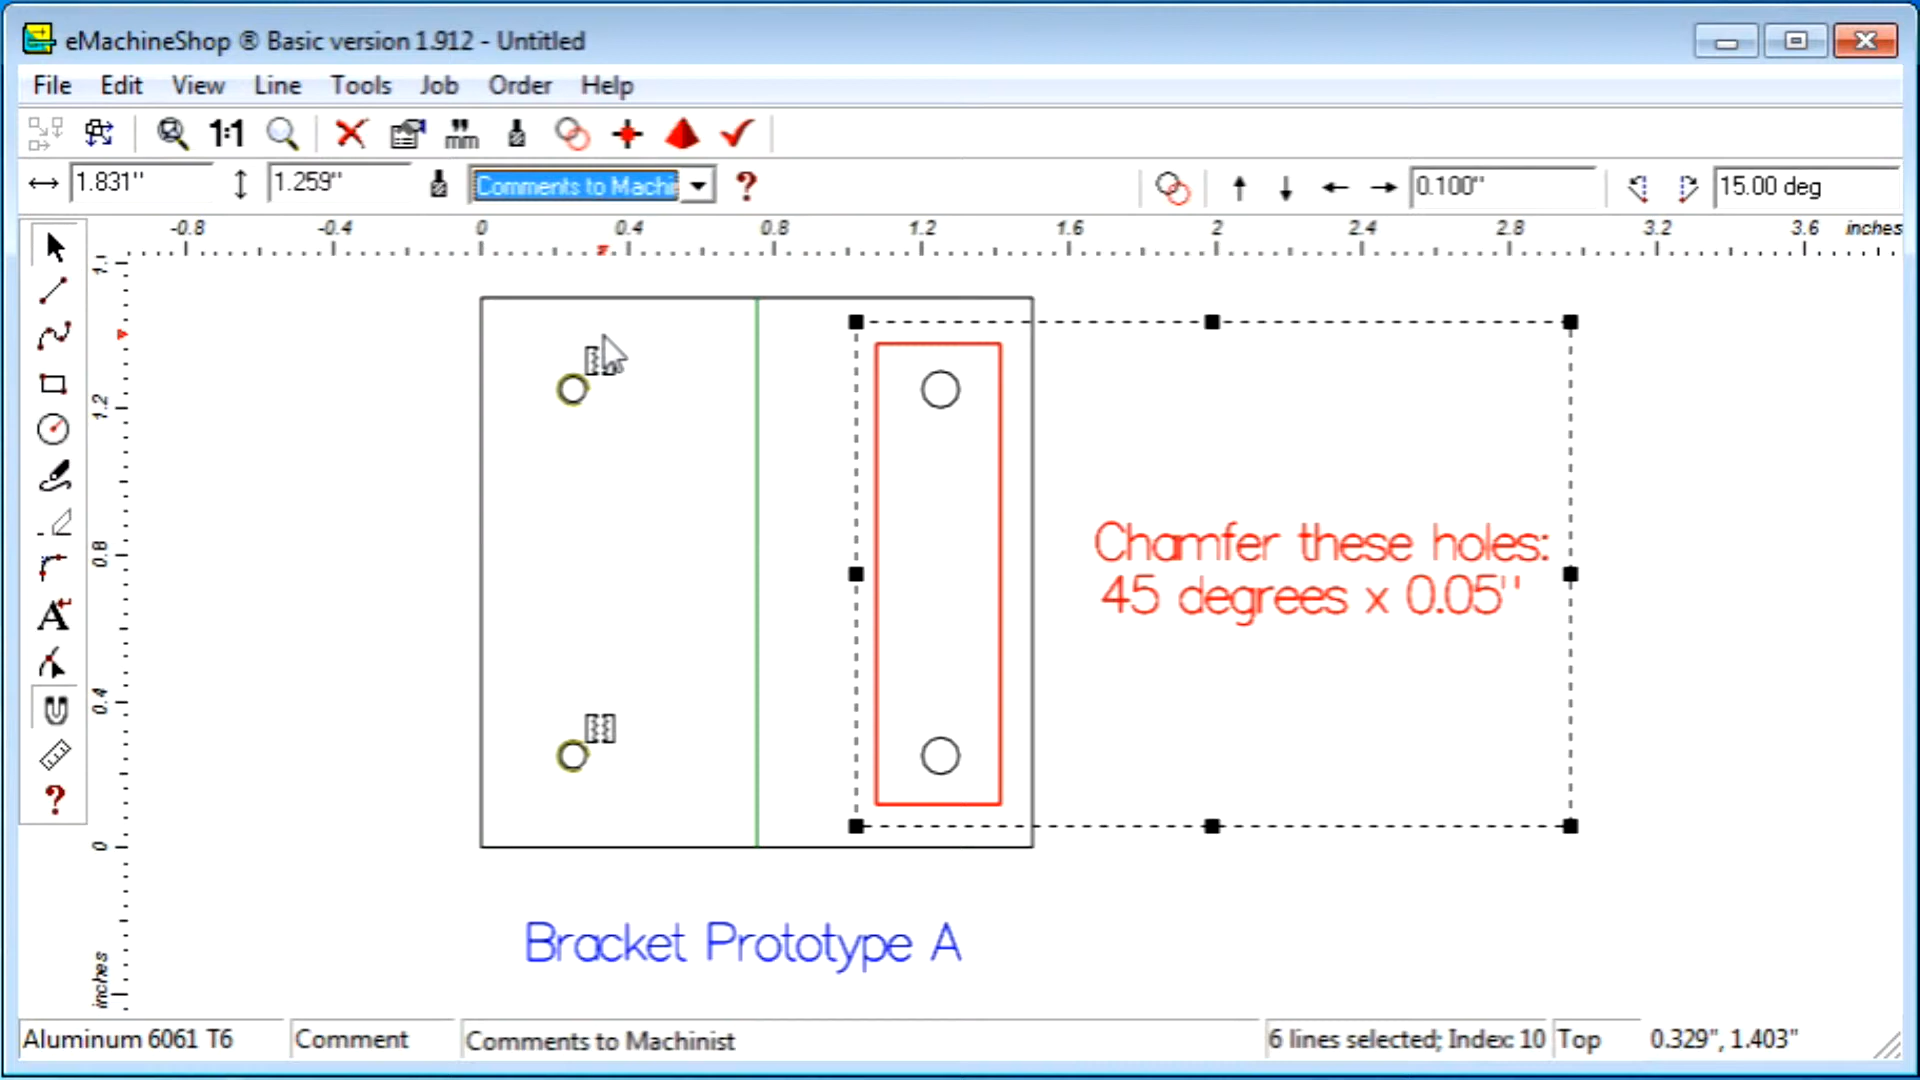 eMachineShop ® Basic version 1.912 - Untitled
File Edit View Line Tools Job Order Help
1:1 " mm
1.831" 1.259" Comments to Machi ? 0.100" 15.00 deg
-0.8 -0.4 0 0.4 0.8 1.2 1.6 2 2.4 2.8 3.2 3.6 inches
1.2
0.8
0.4
0
inches
A
?
Chamfer these holes:
45 degrees x 0.05"
Bracket Prototype A
Aluminum 6061 T6 Comment Comments to Machinist 6 lines selected; Index: 10 Top 0.329", 1.403"